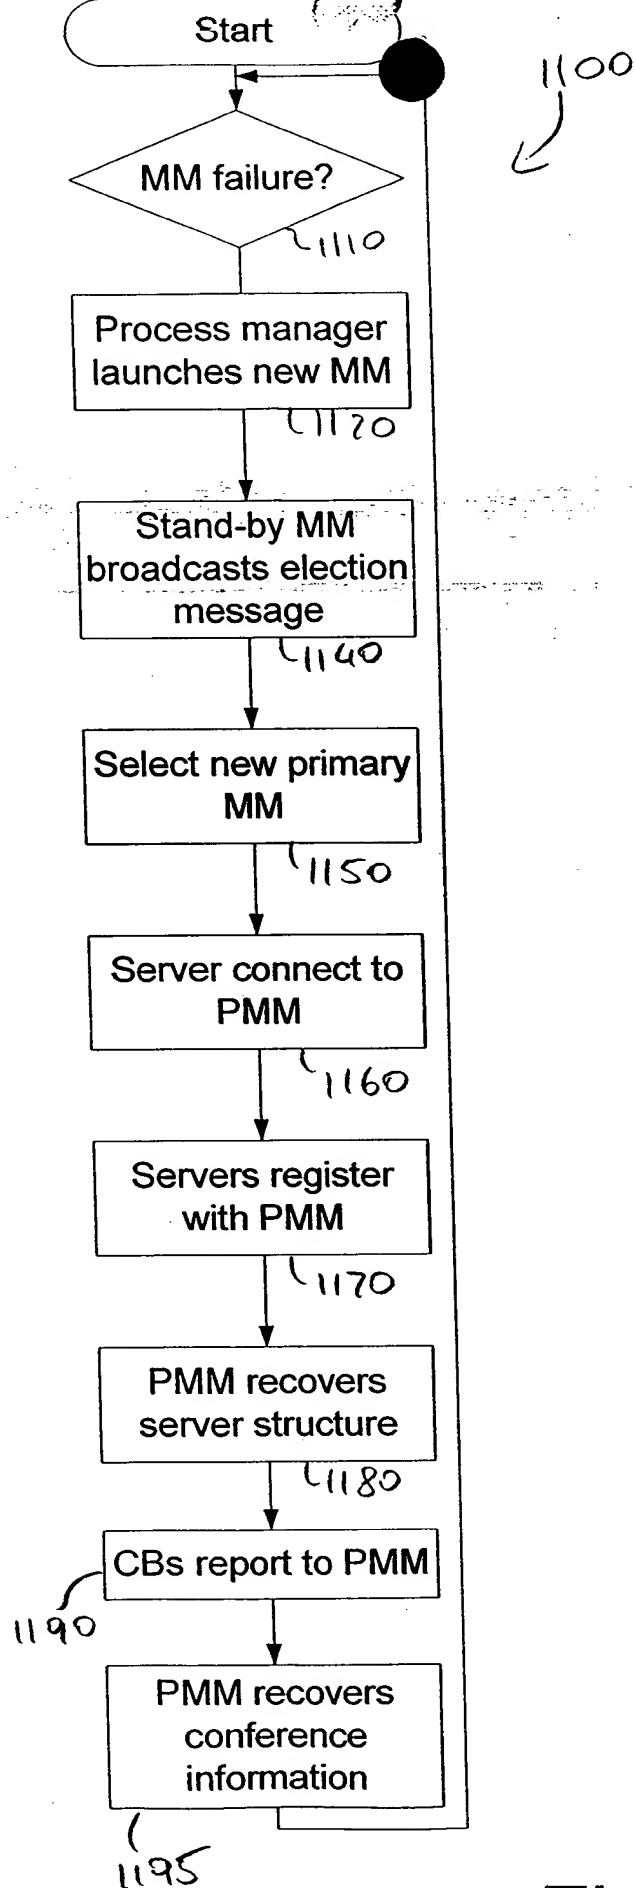 Start
1100
MM failure?
1110
Process manager
launches new MM
1120
Stand-by MM
broadcasts election
message
1140
Select new primary
MM
1150
Server connect to
PMM
1160
Servers register
with PMM
1170
PMM recovers
server structure
1180
CBs report to PMM
1190
PMM recovers
conference
information
1195